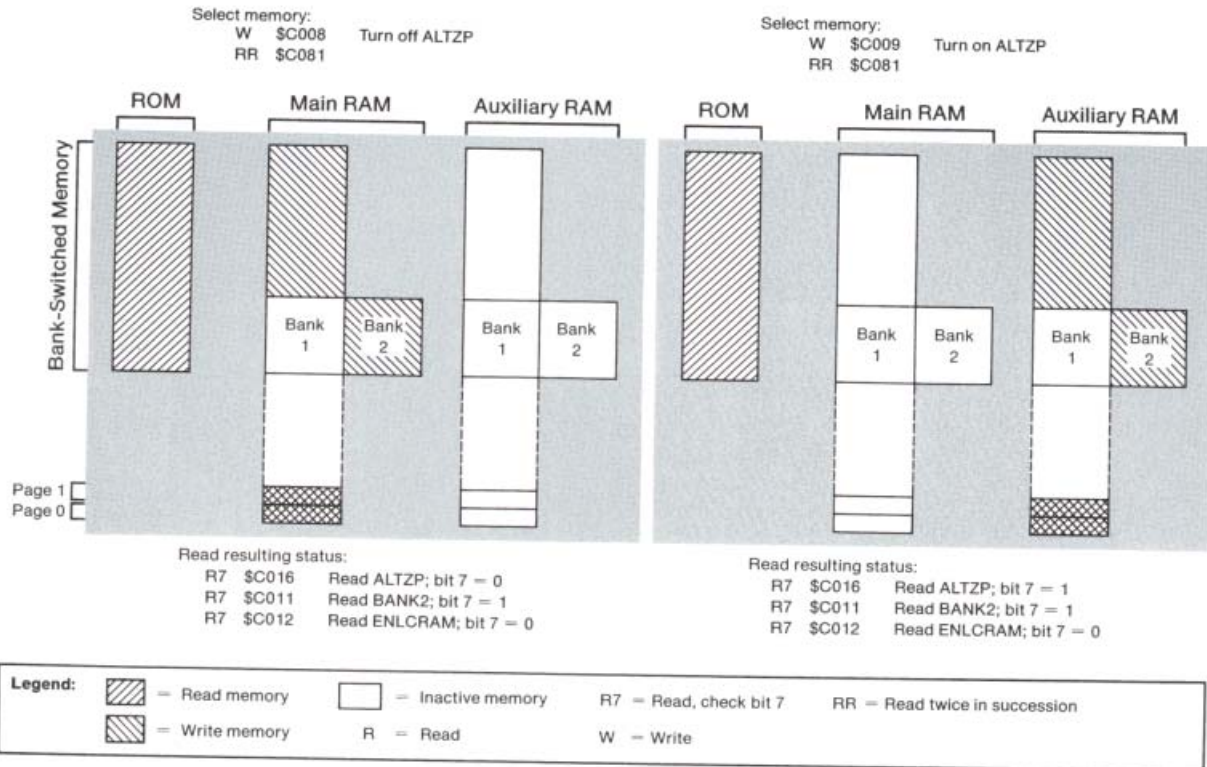 Select memory:
W $C008 Turn off ALTZP
RR $C081
ROM Main RAM Auxiliary RAM
Bank-Switched Memory
Bank 1
Bank 2
Bank 1
Bank 2
Page 1
Page 0
Read resulting status:
R7 $C016 Read ALTZP; bit 7 = 0
R7 $C011 Read BANK2; bit 7 = 1
R7 $C012 Read ENLCRAM; bit 7 = 0
Select memory:
W $C009 Turn on ALTZP
RR $C081
ROM Main RAM Auxiliary RAM
Bank 1
Bank 2
Bank 1
Bank 2
Read resulting status:
R7 $C016 Read ALTZP; bit 7 = 1
R7 $C011 Read BANK2; bit 7 = 1
R7 $C012 Read ENLCRAM; bit 7 = 0
Legend: = Read memory = Inactive memory R7 = Read, check bit 7 RR = Read twice in succession
= Write memory R = Read W = Write